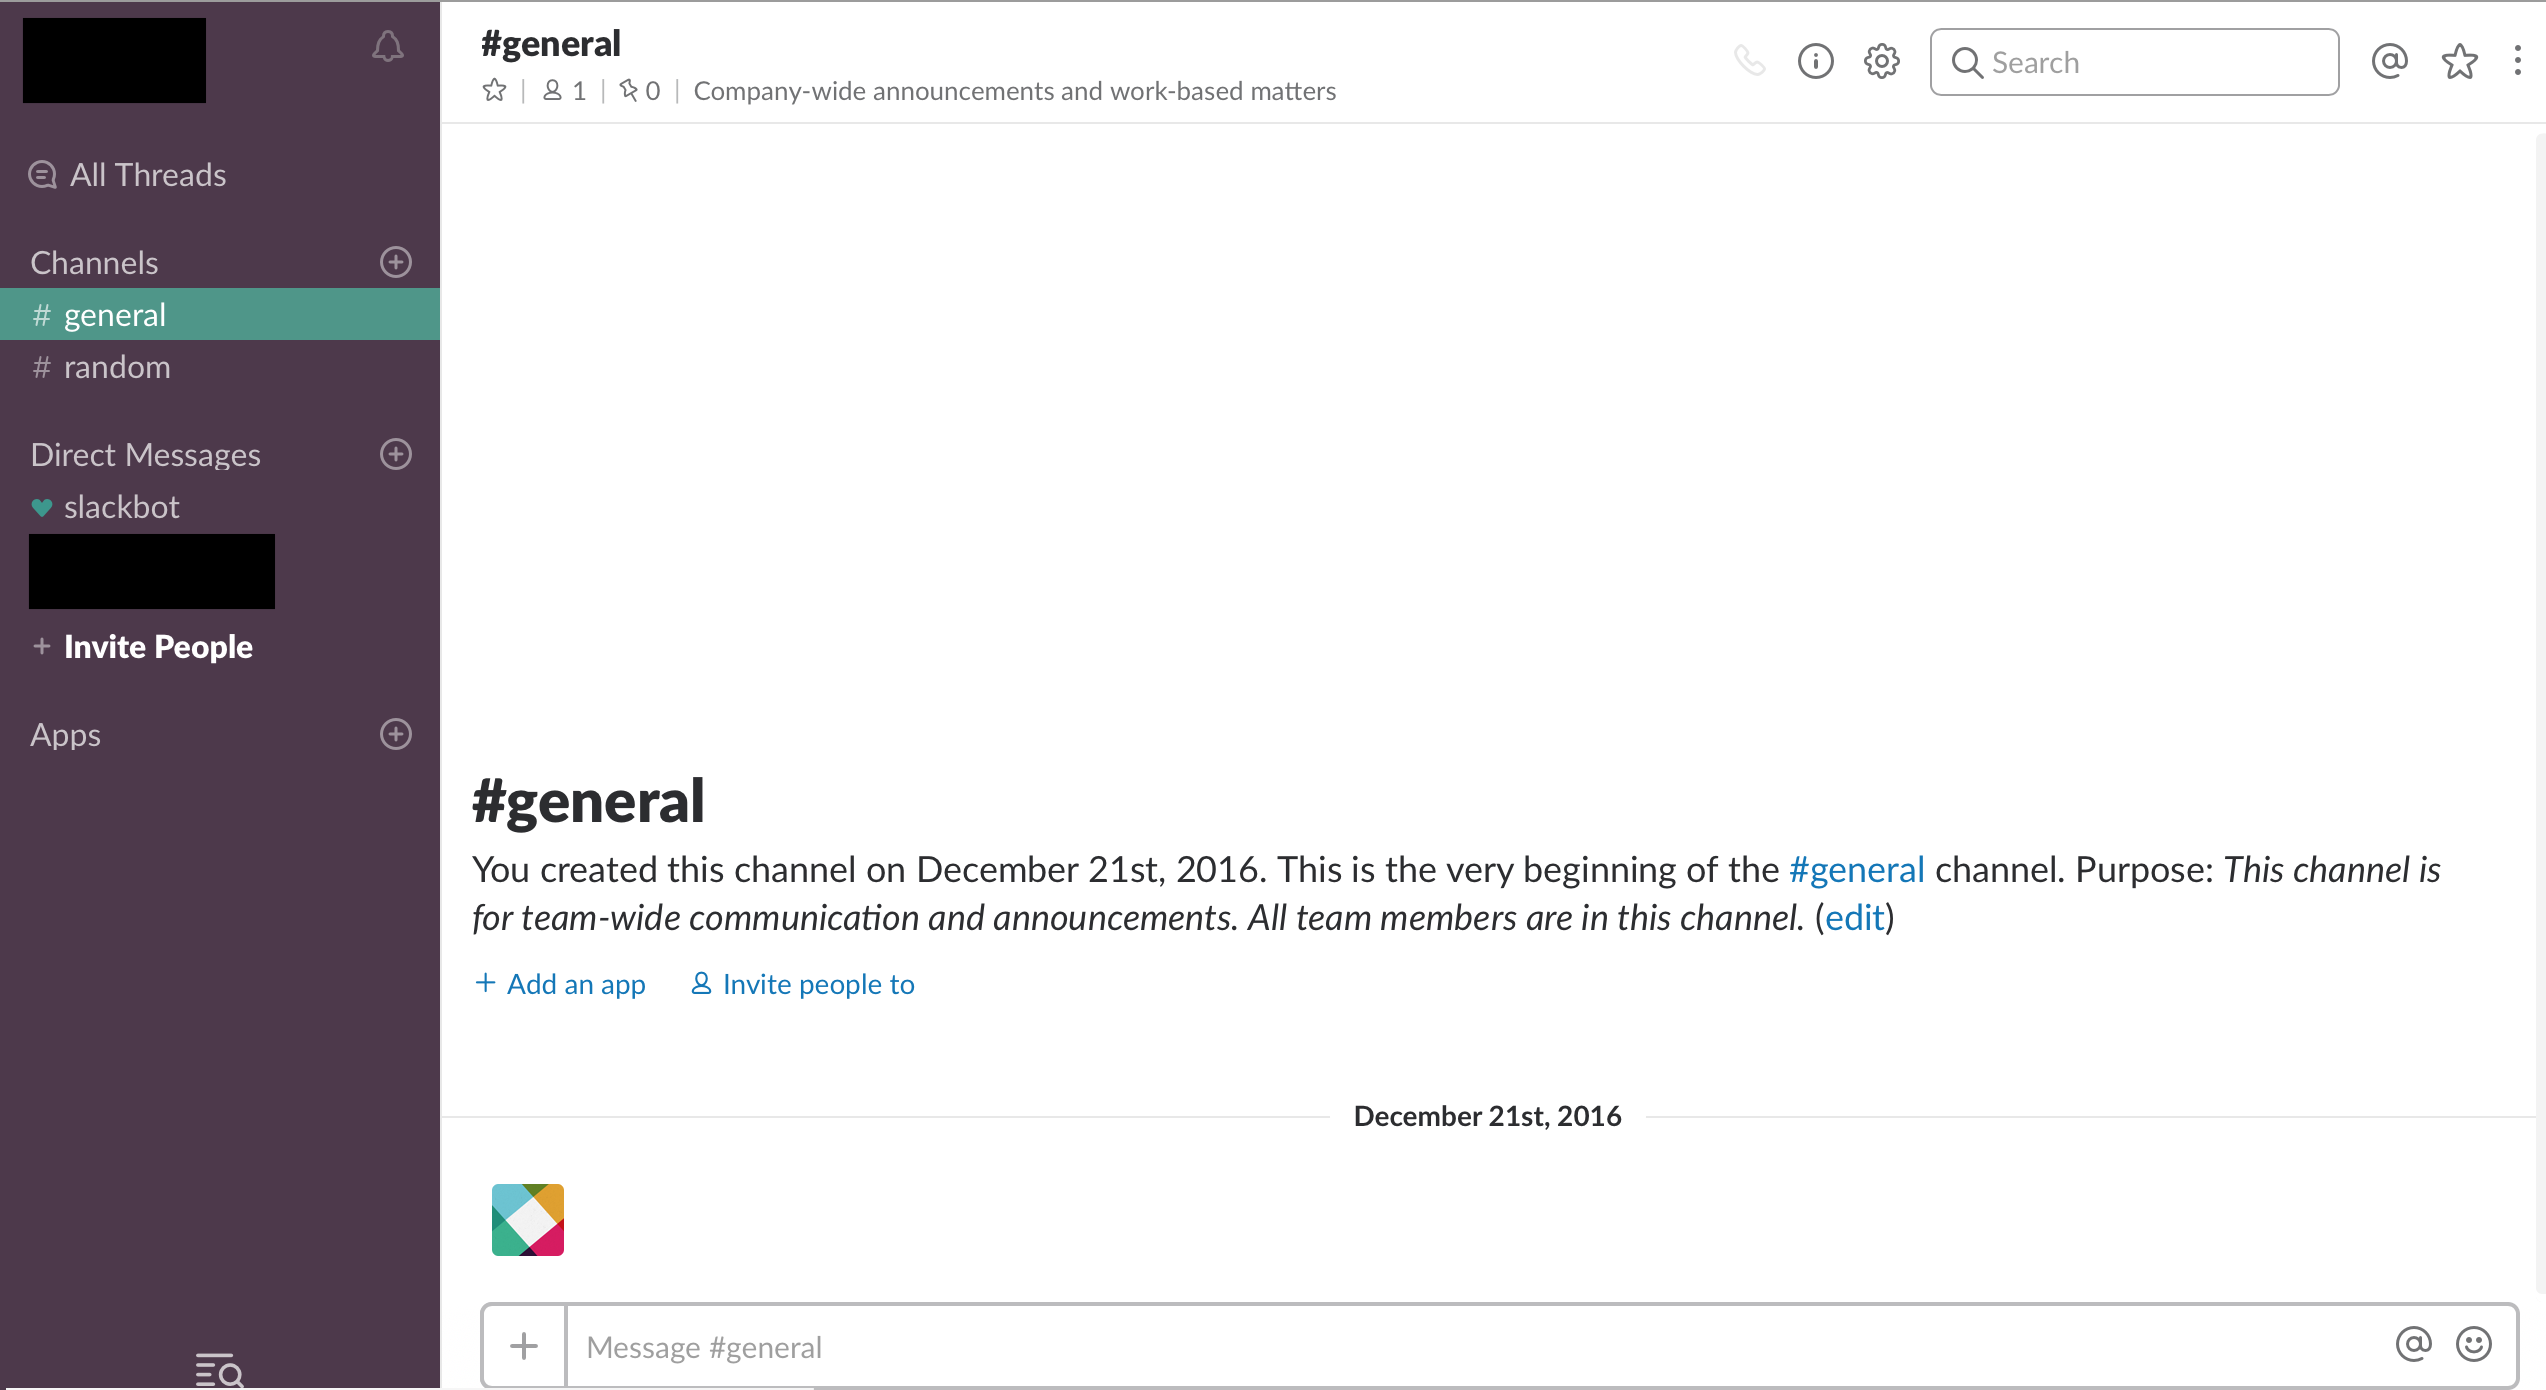 All Threads
Channels
# general
# random
Direct Messages
slackbot
+ Invite People
Apps
#general
1 | 0 | Company-wide announcements and work-based matters
Search
#general
You created this channel on December 21st, 2016. This is the very beginning of the #general channel. Purpose: This channel is
for team-wide communication and announcements. All team members are in this channel. (edit)
+ Add an app Invite people to
December 21st, 2016
Message #general